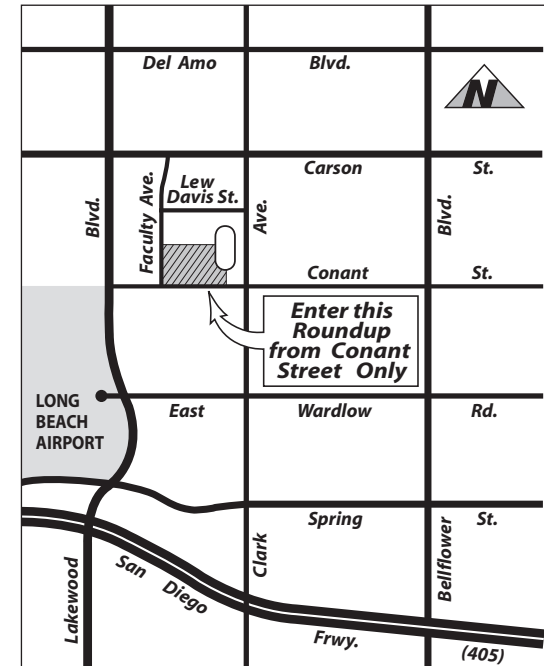 Del Amo Blvd.
N
Carson St.
Lew
Davis St.
Faculty Ave.
Blvd.
Ave.
Blvd.
Conant St.
Enter this
Roundup
from Conant
Street Only
LONG
BEACH
AIRPORT
East Wardlow Rd.
Spring St.
Lakewood
San Diego Frwy.
(405)
Clark
Bellflower